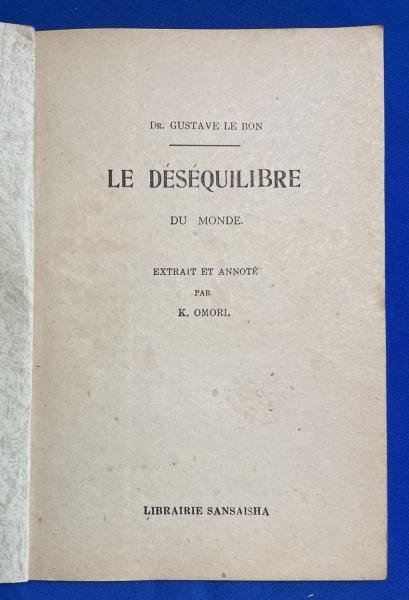 Dr. GUSTAVE LE BON
LE DÉSÉQUILIBRE
DU MONDE.
EXTRAIT ET ANNOTÉ
PAR
K. OMORI.
LIBRAIRIE SANSAISHA